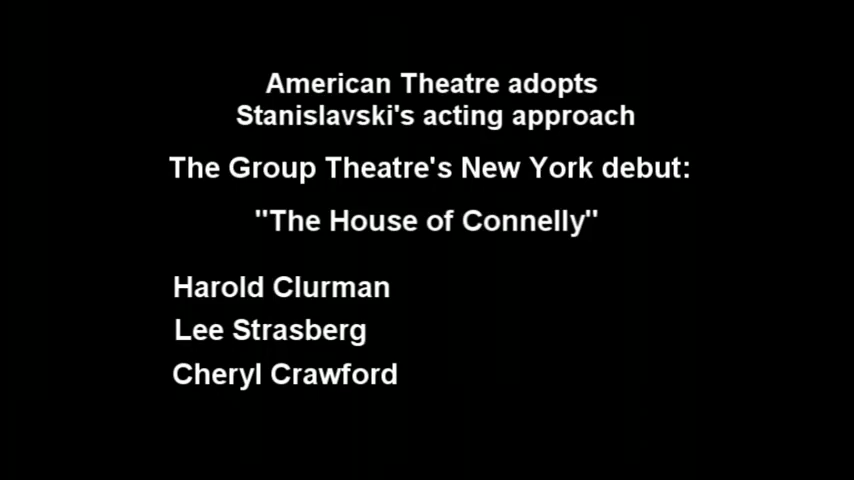 American Theatre adopts
Stanislavski's acting approach
The Group Theatre's New York debut:
"The House of Connelly"
Harold Clurman
Lee Strasberg
Cheryl Crawford